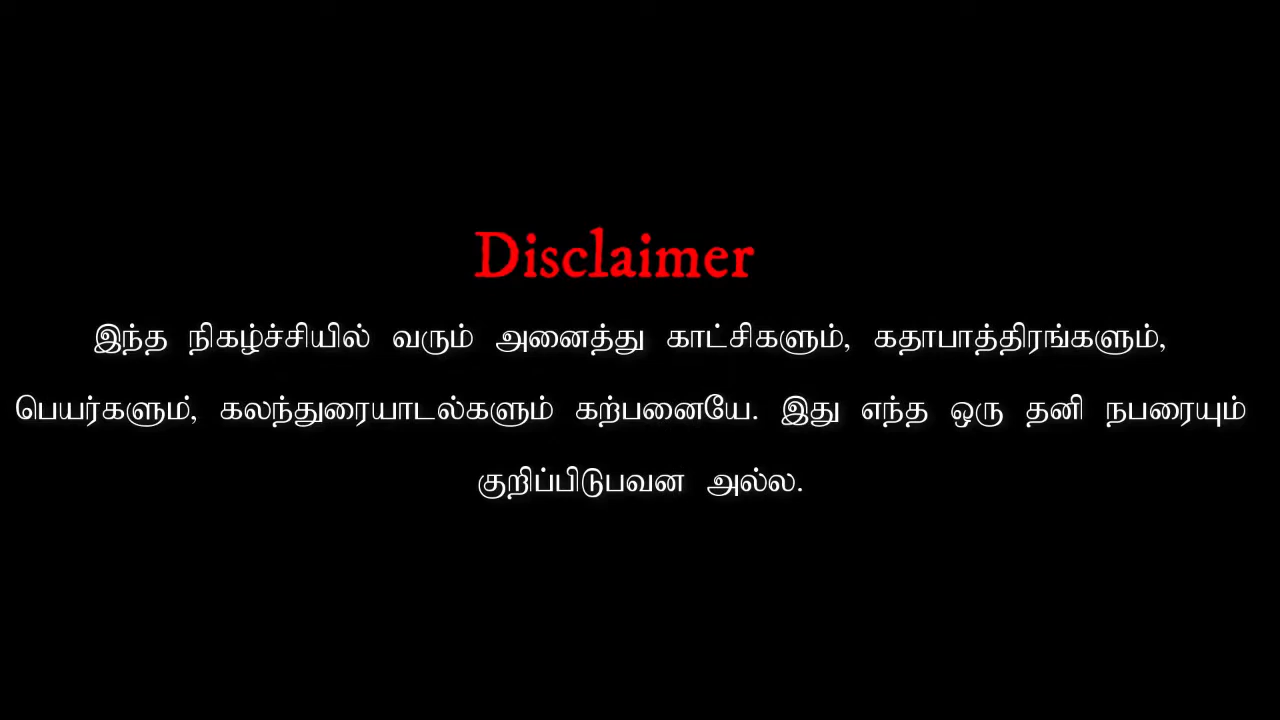 Disclaimer
இந்த நிகழ்ச்சியில் வரும் அனைத்து காட்சிகளும், கதாபாத்திரங்களும்,
பெயர்களும், கலந்துரையாடல்களும் கற்பனையே. இது எந்த ஒரு தனி நபரையும்
குறிப்பிடுபவன அல்ல.